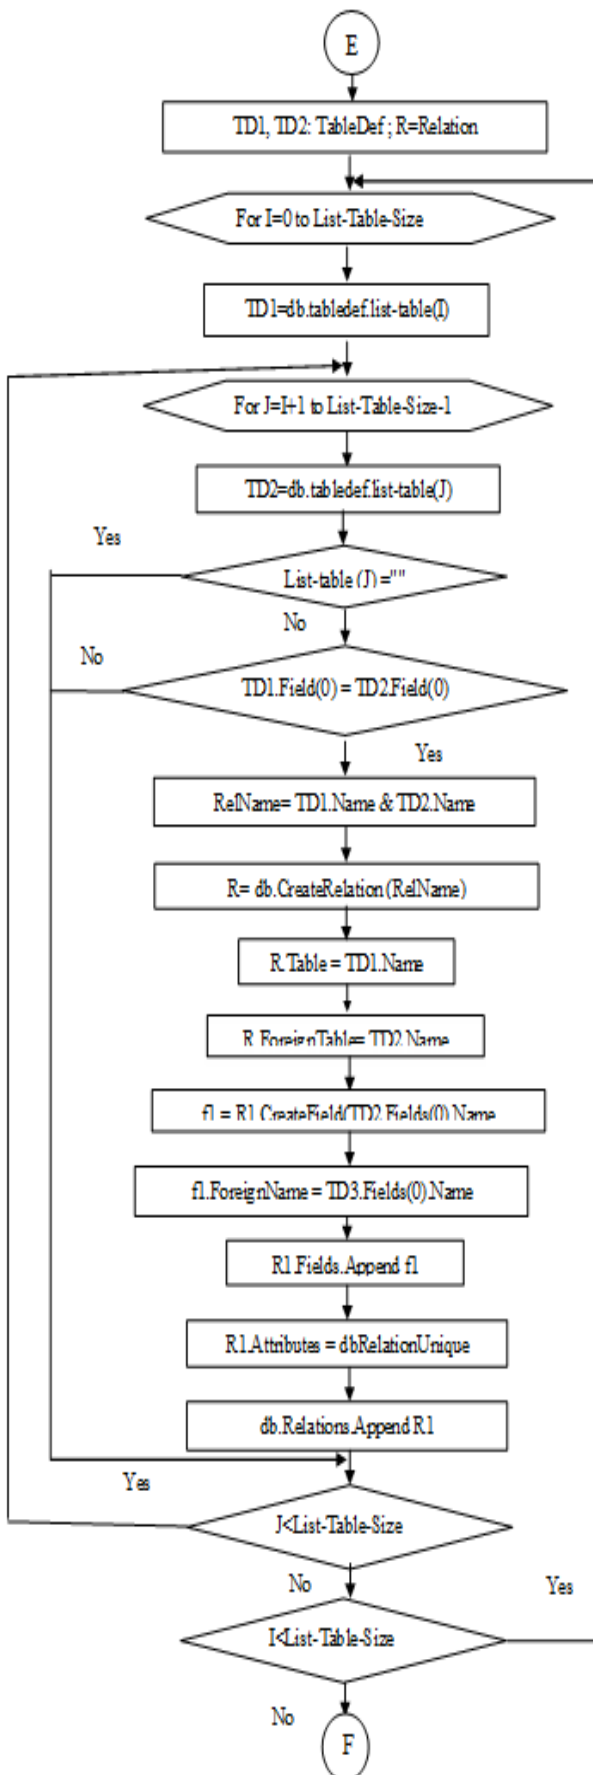 E
TD1, TD2: TableDef ; R=Relation
For I=0 to List-Table-Size
TD1=db.tabledef.list-table(I)
For J=I+1 to List-Table-Size-1
TD2=db.tabledef.list-table(J)
Yes
List-table (J) =""
No
No
TD1.Field(0) = TD2.Field(0)
Yes
RelName= TD1.Name & TD2.Name
R= db.CreateRelation (RelName)
R.Table = TD1.Name
R.ForeignTable= TD2.Name
f1 = R1.CreateField(TD2.Fields(0).Name
f1.ForeignName = TD3.Fields(0).Name
R1.Fields.Append f1
R1.Attributes = dbRelationUnique
db.Relations.Append R1
Yes
J<List-Table-Size
No
Yes
I<List-Table-Size
No
F